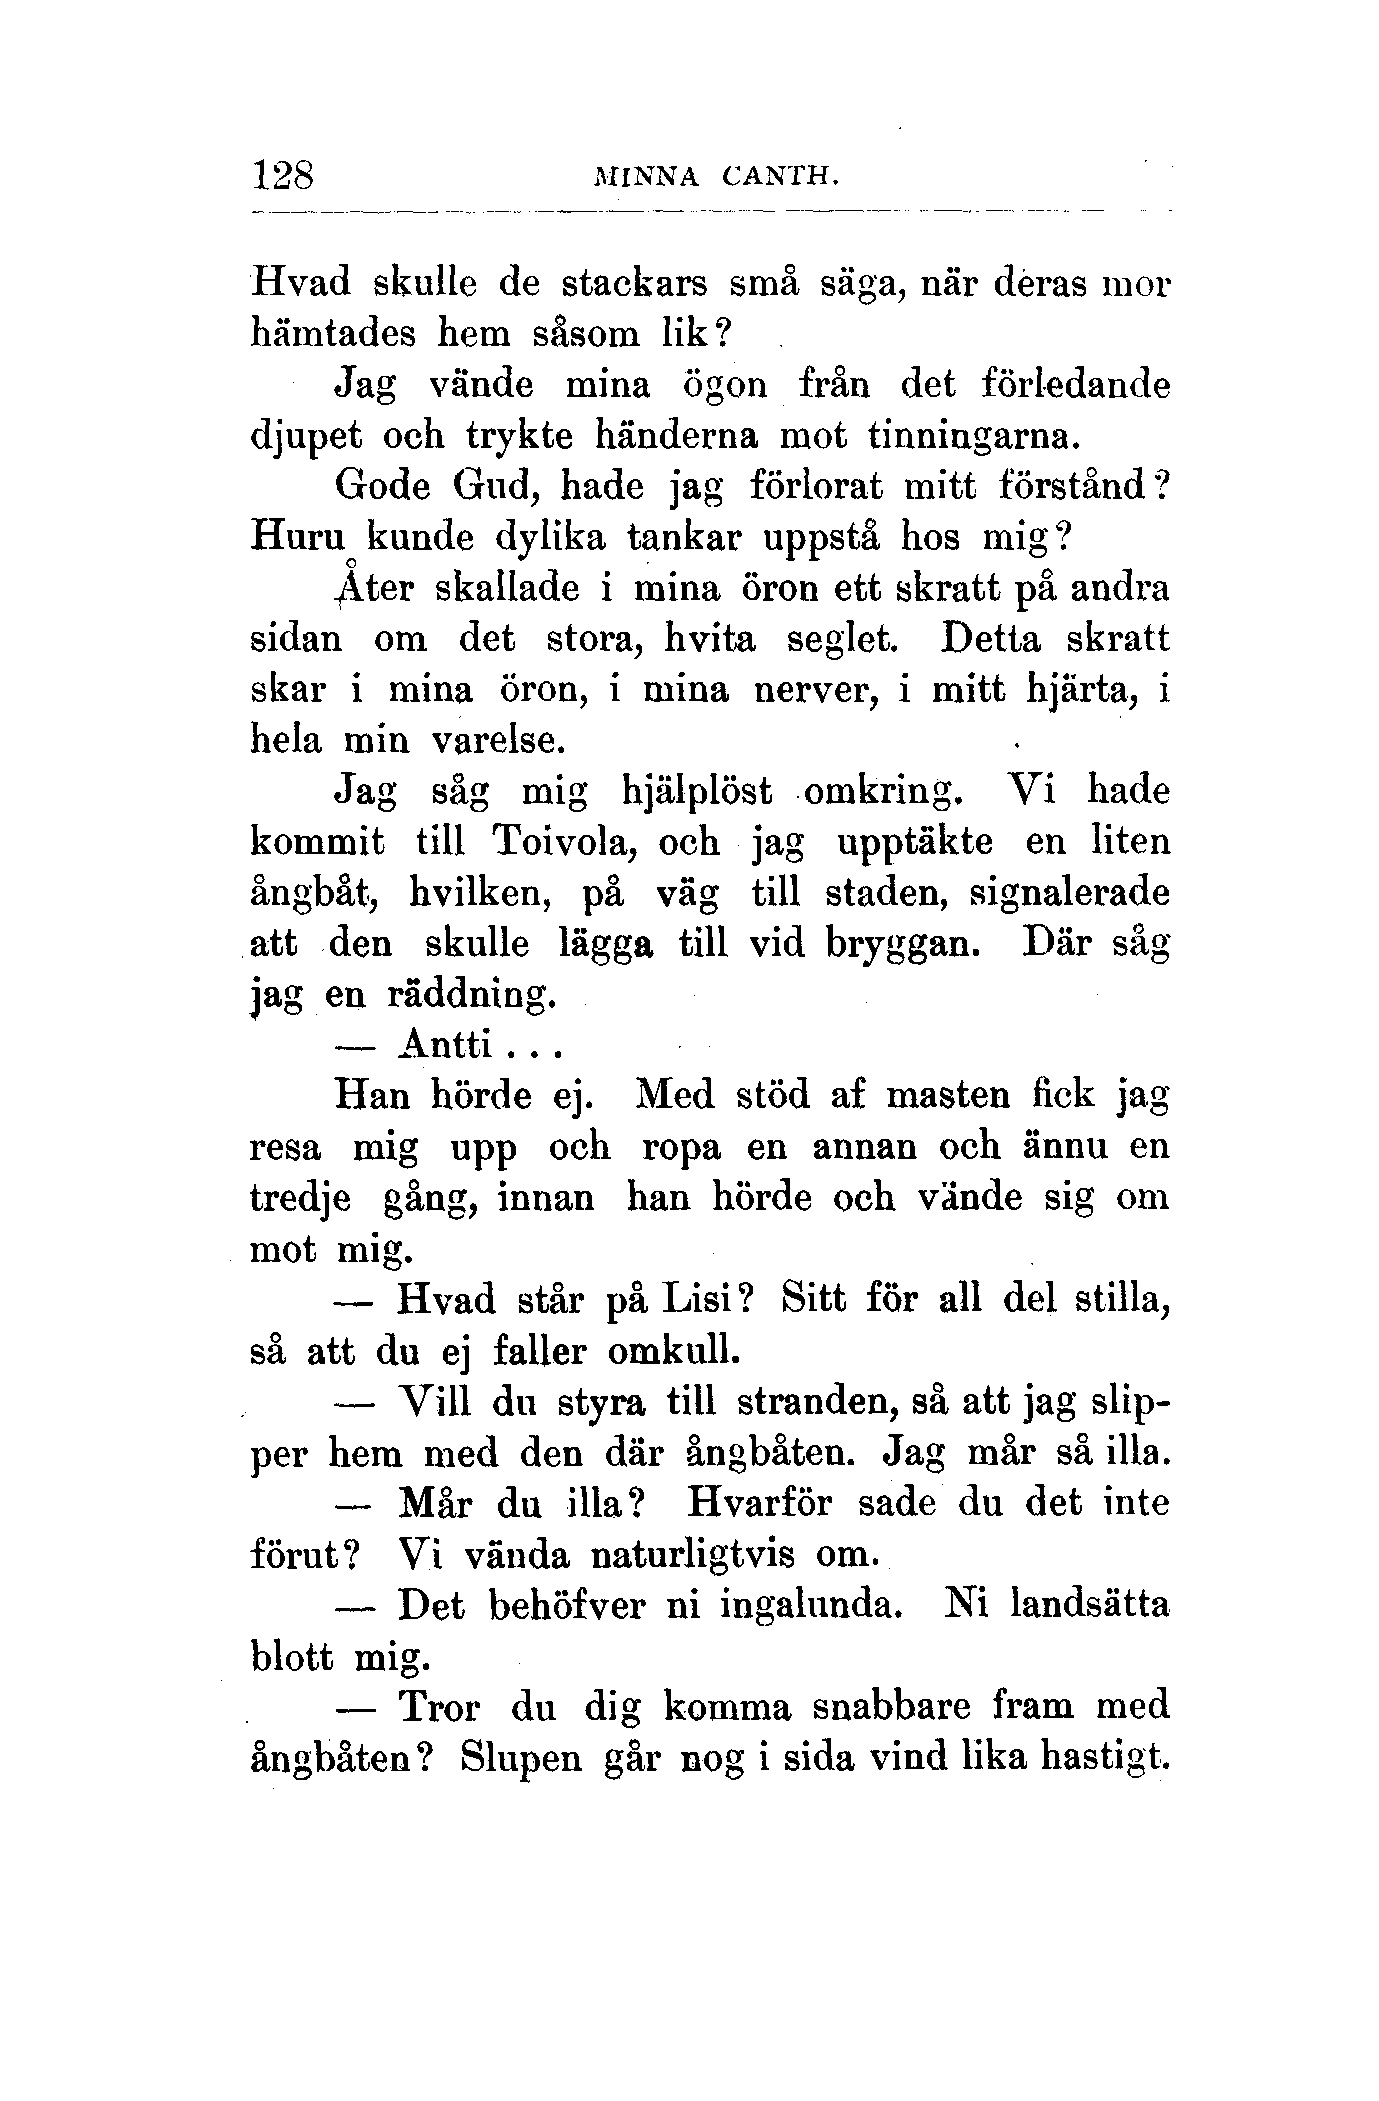 128 MINNA CANTH.
Hvad skulle de stackars små säga, när deras mor
hämtades hem såsom lik?
Jag vände mina ögon från det förledande
djupet och trykte händerna mot tinningarna.
Gode Gud, hade jag förlorat mitt förstånd?
Huru kunde dylika tankar uppstå hos mig?
Åter skallade i mina öron ett skratt på andra
sidan om det stora, hvita seglet. Detta skratt
skar i mina öron, i mina nerver, i mitt hjärta, i
hela min varelse.
Jag såg mig hjälplöst omkring. Vi hade
kommit till Toivola, och jag upptäkte en liten
ångbåt, hvilken, på väg till staden, signalerade
att den skulle lägga till vid bryggan. Där såg
jag en räddning.
— Antti . . .
Han hörde ej. Med stöd af masten fick jag
resa mig upp och ropa en annan och ännu en
tredje gång, innan han hörde och vände sig om
mot mig.
— Hvad står på Lisi? Sitt för all del stilla,
så att du ej faller omkull.
— Vill du styra till stranden, så att jag slip-
per hem med den där ångbåten. Jag mår så illa.
— Mår du illa? Hvarför sade du det inte
förut? Vi vända naturligtvis om.
— Det behöfver ni ingalunda. Ni landsätta
blott mig.
— Tror du dig komma snabbare fram med
ångbåten? Slupen går nog i sida vind lika hastigt.